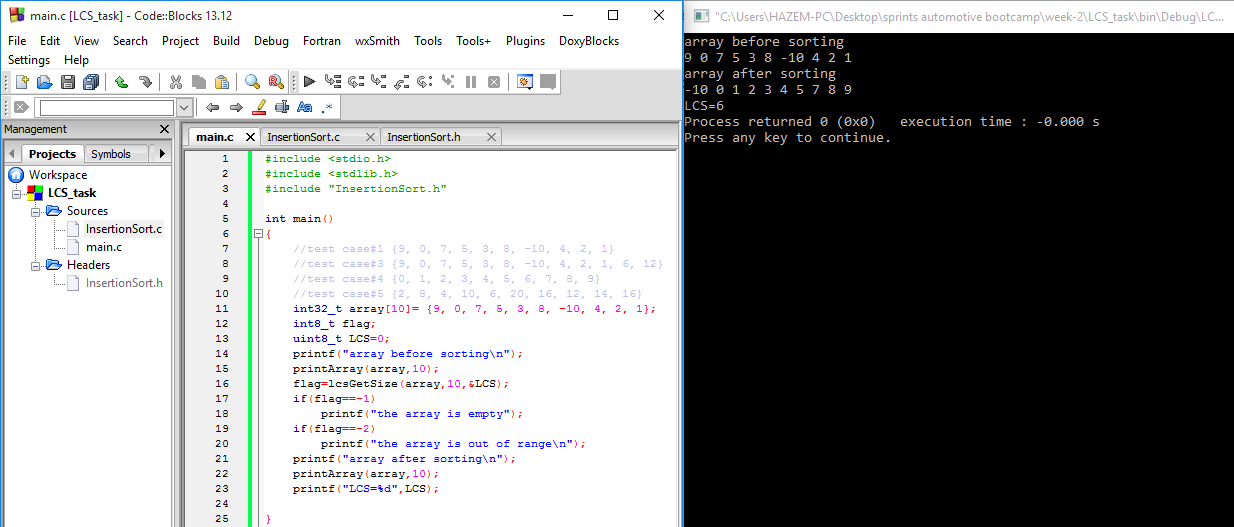 main.c [LCS_task] - Code::Blocks 13.12
File Edit View Search Project Build Debug Fortran wxSmith Tools Tools+ Plugins DoxyBlocks
Settings Help
Management
Projects Symbols
Workspace
LCS_task
Sources
InsertionSort.c
main.c
Headers
InsertionSort.h
main.c InsertionSort.c InsertionSort.h
1 #include <stdio.h>
2 #include <stdlib.h>
3 #include "InsertionSort.h"
4
5 int main()
6 {
7 //test case#1 {9, 0, 7, 5, 3, 8, -10, 4, 2, 1}
8 //test case#3 {9, 0, 7, 5, 3, 8, -10, 4, 2, 1, 6, 12}
9 //test case#4 {0, 1, 2, 3, 4, 5, 6, 7, 8, 9}
10 //test case#5 {2, 8, 4, 10, 6, 20, 16, 12, 14, 16}
11 int32_t array[10]= {9, 0, 7, 5, 3, 8, -10, 4, 2, 1};
12 int8_t flag;
13 uint8_t LCS=0;
14 printf("array before sorting\n");
15 printArray(array,10);
16 flag=lcsGetSize(array,10,&LCS);
17 if(flag==-1)
18 printf("the array is empty");
19 if(flag==-2)
20 printf("the array is out of range\n");
21 printf("array after sorting\n");
22 printArray(array,10);
23 printf("LCS=%d",LCS);
24
25 }
"C:\Users\HAZEM-PC\Desktop\sprints automotive bootcamp\week-2\LCS_task\bin\Debug\LC...
array before sorting
9 0 7 5 3 8 -10 4 2 1
array after sorting
-10 0 1 2 3 4 5 7 8 9
LCS=6
Process returned 0 (0x0) execution time : -0.000 s
Press any key to continue.